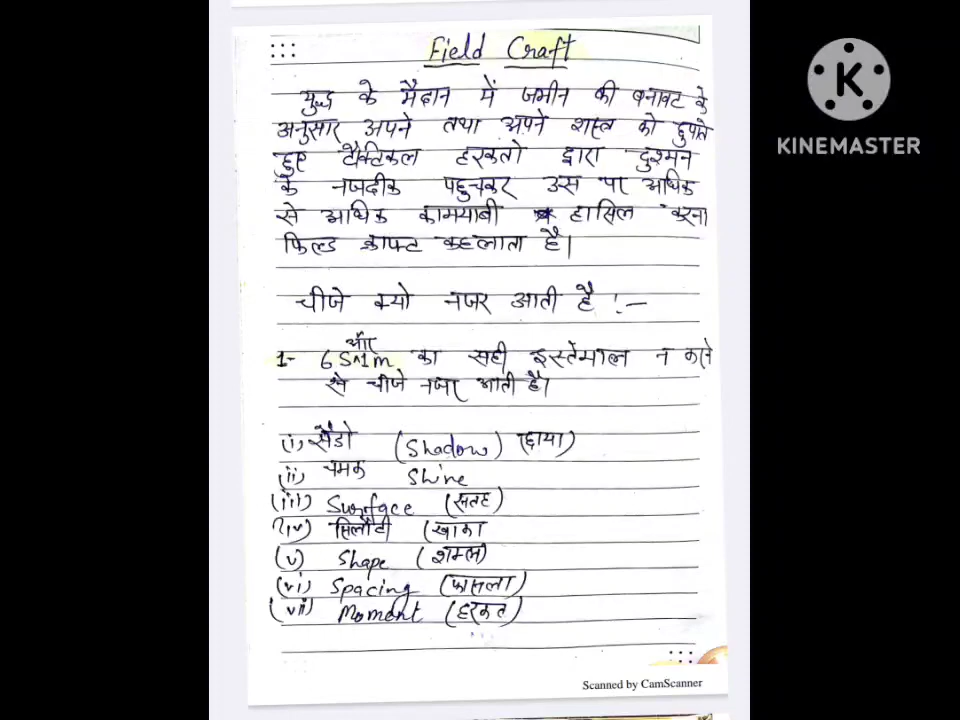 Field Craft
युद्ध के मैदान में जमीन की बनावट के
अनुसार अपने तथा अपने शस्त्र को छुपाते
हुए टैक्टिकल हरकतो द्वारा दुश्मन
के नजदीक पहुचकर उस पर अधिक
से अधिक कामयाबी हासिल करना
फिल्ड क्राफ्ट कहलाता है।
चीजे क्यो नजर आती है :-
1- 6S और 1m का सही इस्तेमाल न करने
से चीजे नजर आती है।
(i) सैडो (Shadow) (छाया)
(ii) चमक Shine
(iii) Surface (सतह)
(iv) सिलौटी (खाका
(v) Shape (शक्ल)
(vi) Spacing (फासला)
(vii) Moment (हरकत)
Scanned by CamScanner
K
KINEMASTER